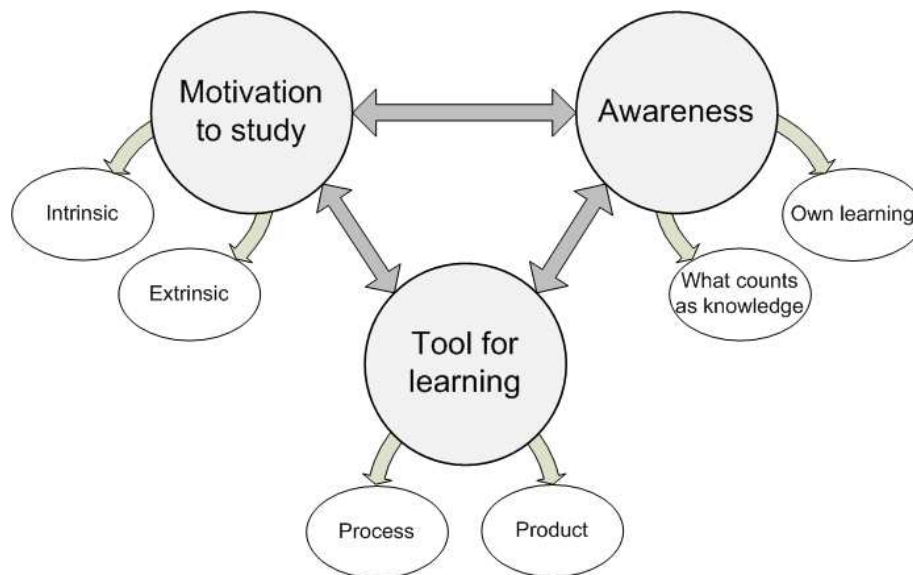 Motivation
to study
Awareness
Intrinsic
Own learning
Extrinsic
What counts
as knowledge
Tool for
learning
Process
Product